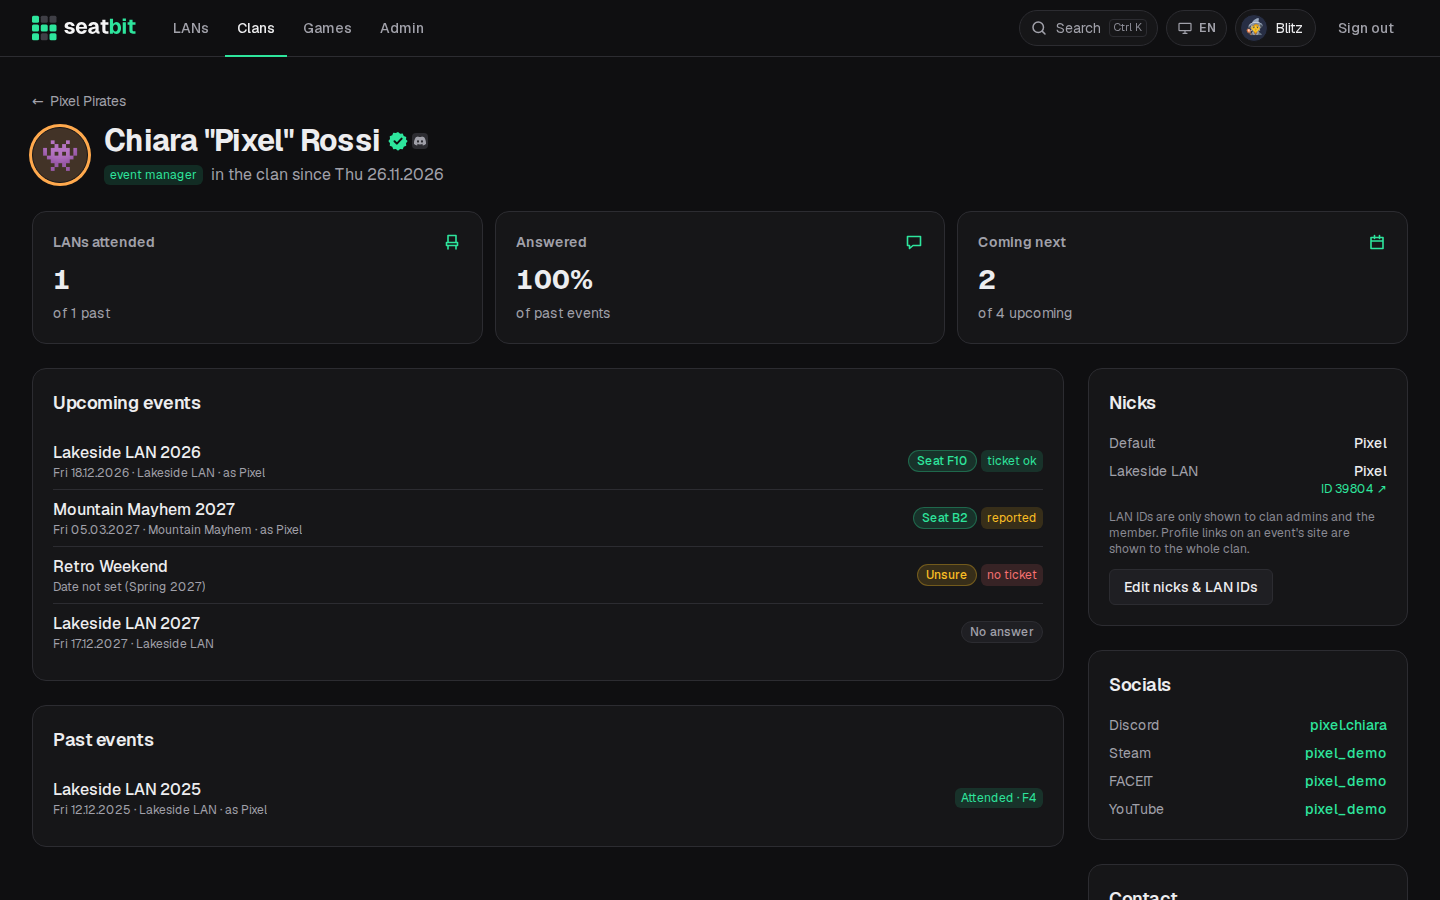 seatbit LANs Clans Games Admin Search Ctrl K EN Blitz Sign out
← Pixel Pirates
Chiara "Pixel" Rossi
event manager in the clan since Thu 26.11.2026
LANs attended
1
of 1 past
Answered
100%
of past events
Coming next
2
of 4 upcoming
Upcoming events
Lakeside LAN 2026
Fri 18.12.2026 · Lakeside LAN · as Pixel
Seat F10 ticket ok
Mountain Mayhem 2027
Fri 05.03.2027 · Mountain Mayhem · as Pixel
Seat B2 reported
Retro Weekend
Date not set (Spring 2027)
Unsure no ticket
Lakeside LAN 2027
Fri 17.12.2027 · Lakeside LAN
No answer
Past events
Lakeside LAN 2025
Fri 12.12.2025 · Lakeside LAN · as Pixel
Attended · F4
Nicks
Default Pixel
Lakeside LAN Pixel
ID 39804 ↗
LAN IDs are only shown to clan admins and the
member. Profile links on an event's site are
shown to the whole clan.
Edit nicks & LAN IDs
Socials
Discord pixel.chiara
Steam pixel_demo
FACEIT pixel_demo
YouTube pixel_demo
Contact